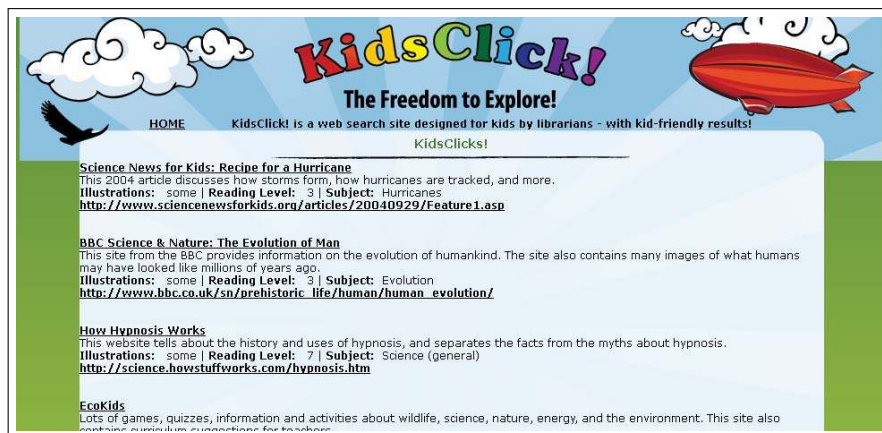 KidsClick!
The Freedom to Explore!
HOME KidsClick! is a web search site designed for kids by librarians - with kid-friendly results!
KidsClicks!
Science News for Kids: Recipe for a Hurricane
This 2004 article discusses how storms form, how hurricanes are tracked, and more.
Illustrations: some | Reading Level: 3 | Subject: Hurricanes
http://www.sciencenewsforkids.org/articles/20040929/Feature1.asp
BBC Science & Nature: The Evolution of Man
This site from the BBC provides information on the evolution of humankind. The site also contains many images of what humans
may have looked like millions of years ago.
Illustrations: some | Reading Level: 3 | Subject: Evolution
http://www.bbc.co.uk/sn/prehistoric_life/human/human_evolution/
How Hypnosis Works
This website tells about the history and uses of hypnosis, and separates the facts from the myths about hypnosis.
Illustrations: some | Reading Level: 7 | Subject: Science (general)
http://science.howstuffworks.com/hypnosis.htm
EcoKids
Lots of games, quizzes, information and activities about wildlife, science, nature, energy, and the environment. This site also
contains curriculum suggestions for teachers.